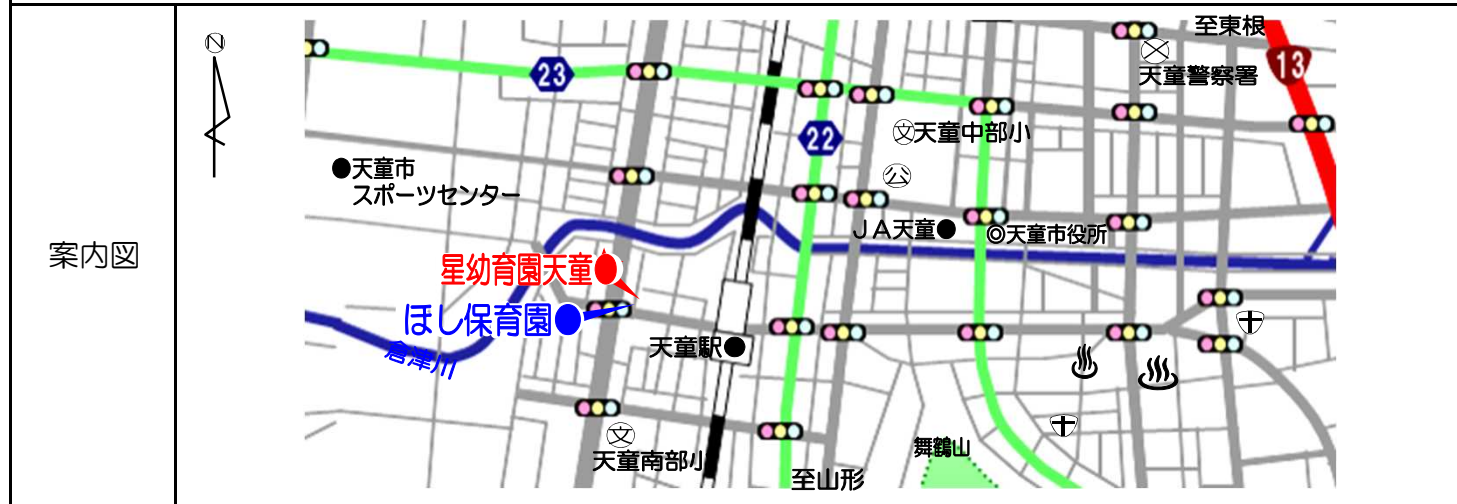 案内図
N
至東根
13
天童警察署
23
22
文天童中部小
公
●天童市
スポーツセンター
JA天童●
◎天童市役所
星幼育園天童
ほし保育園
倉津川
天童駅●
文
天童南部小
舞鶴山
至山形